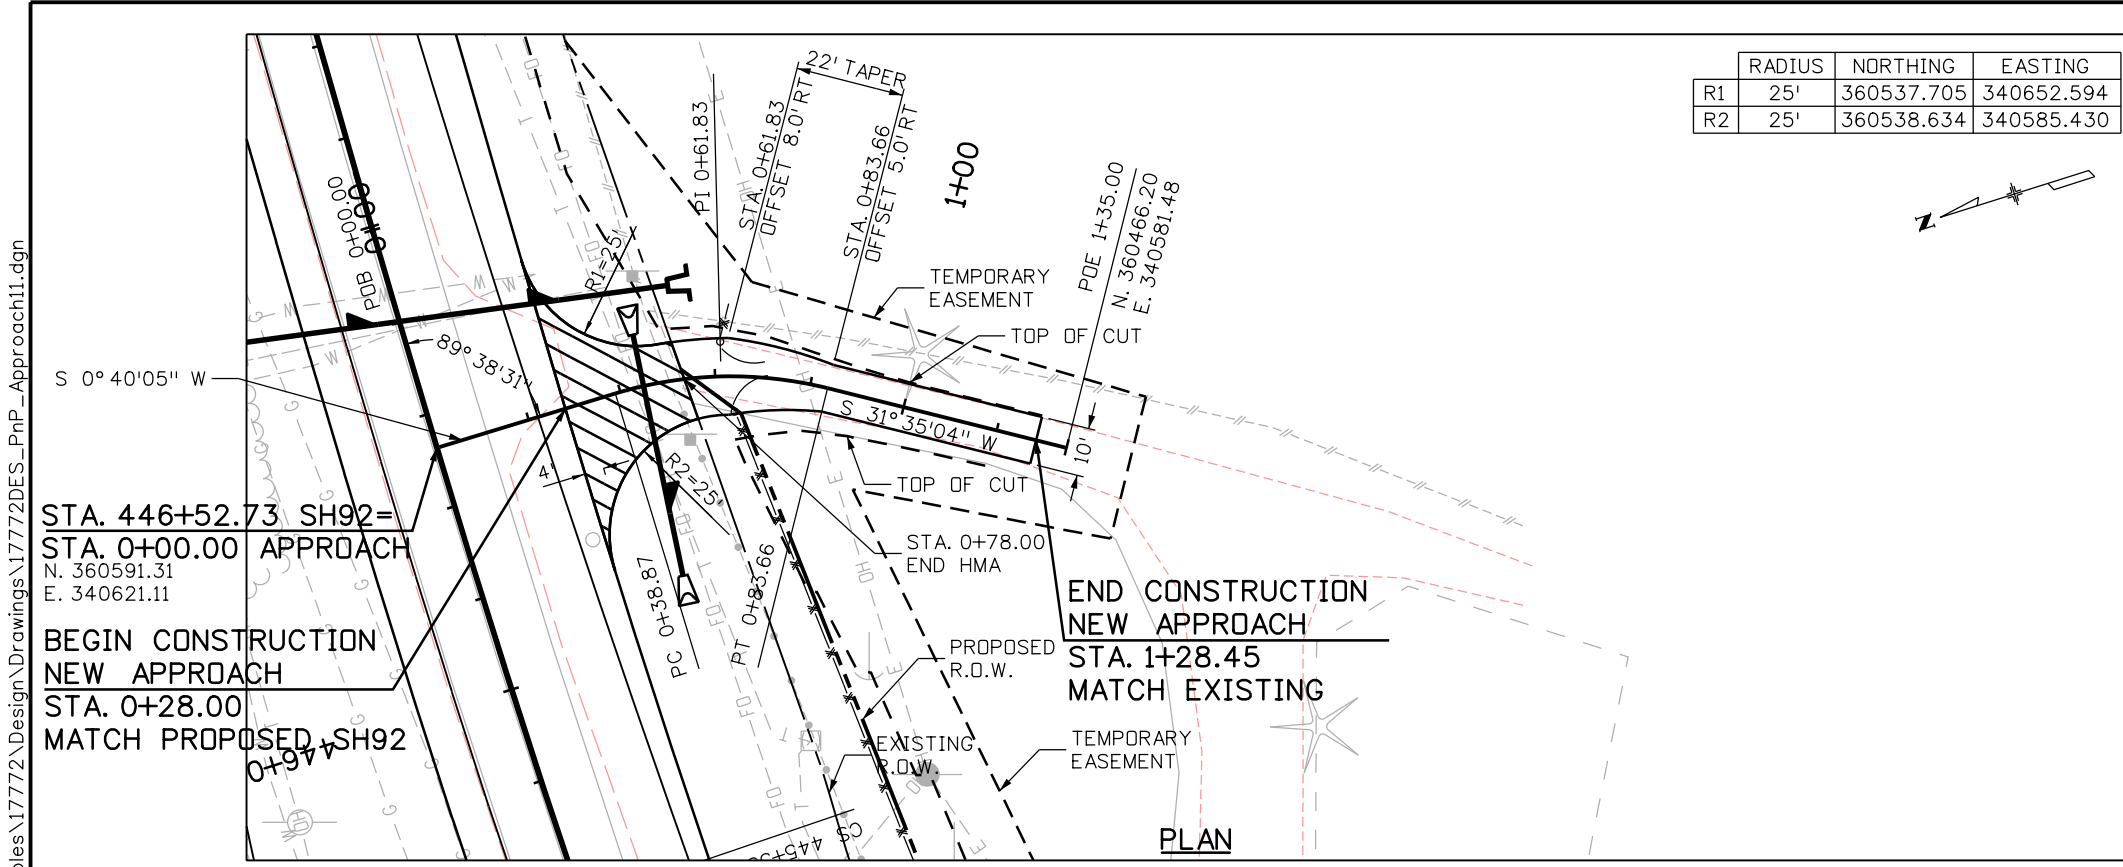 RADIUS NORTHING EASTING
R1 25' 360537.705 340652.594
R2 25' 360538.634 340585.430
N
22' TAPER
PI 0+61.83
STA. 0+61.83
OFFSET 8.0' RT
STA. 0+83.66
OFFSET 5.0' RT
1+00
POE 1+35.00
N. 360466.20
E. 340581.48
POB 0+00.00
0+00
R1=25'
TEMPORARY
EASEMENT
TOP OF CUT
89° 38'31"
S 0° 40'05" W
S 31° 35'04" W
10'
4'
R2=25'
TOP OF CUT
STA. 446+52.73 SH92=
STA. 0+00.00 APPROACH
N. 360591.31
E. 340621.11
BEGIN CONSTRUCTION
NEW APPROACH
STA. 0+28.00
MATCH PROPOSED SH92
446+0
PC 0+38.87
PT 0+83.66
STA. 0+78.00
END HMA
END CONSTRUCTION
NEW APPROACH
STA. 1+28.45
MATCH EXISTING
PROPOSED
R.O.W.
EXISTING
R.O.W.
TEMPORARY
EASEMENT
CS
PLAN
bles\17772\Design\Drawings\17772DES_PnP_Approach11.dgn